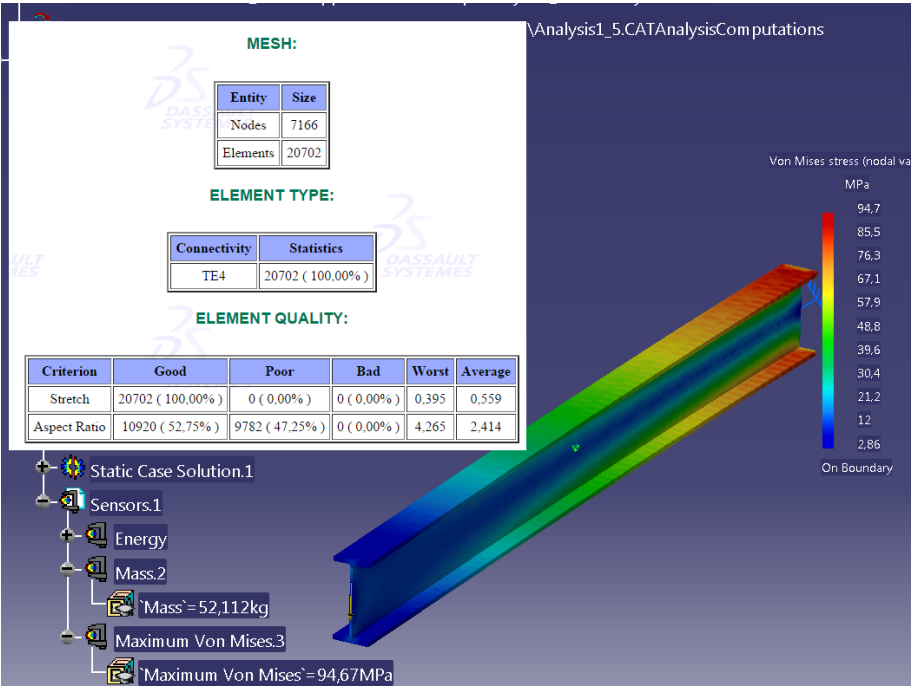 \Analysis1_5.CATAnalysisComputations
MESH:
Entity Size
Nodes 7166
Elements 20702
ELEMENT TYPE:
Connectivity Statistics
TE4 20702 ( 100,00% )
ELEMENT QUALITY:
Criterion Good Poor Bad Worst Average
Stretch 20702 ( 100,00% ) 0 ( 0,00% ) 0 ( 0,00% ) 0,395 0,559
Aspect Ratio 10920 ( 52,75% ) 9782 ( 47,25% ) 0 ( 0,00% ) 4,265 2,414
DASSAULT
SYSTEMES
Static Case Solution.1
Sensors.1
Energy
Mass.2
`Mass`=52,112kg
Maximum Von Mises.3
`Maximum Von Mises`=94,67MPa
Von Mises stress (nodal va
MPa
94,7
85,5
76,3
67,1
57,9
48,8
39,6
30,4
21,2
12
2,86
On Boundary